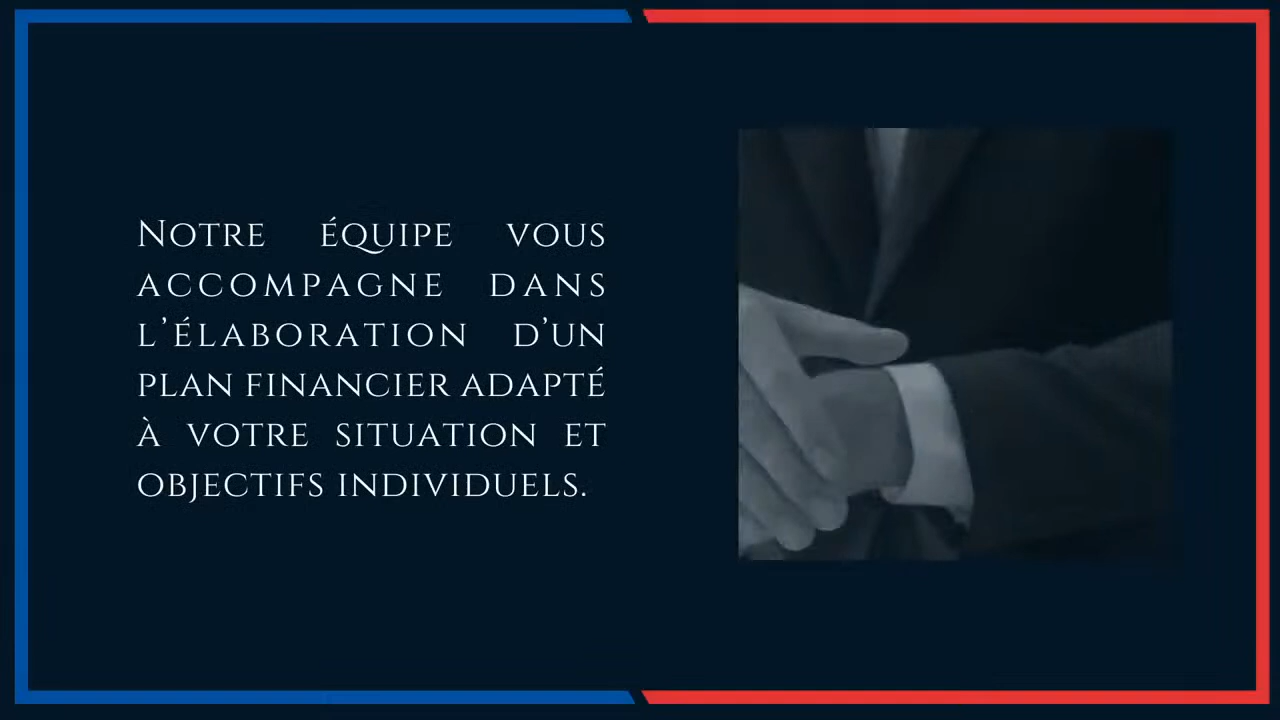 Notre équipe vous
accompagne dans
l’élaboration d’un
plan financier adapté
à votre situation et
objectifs individuels.